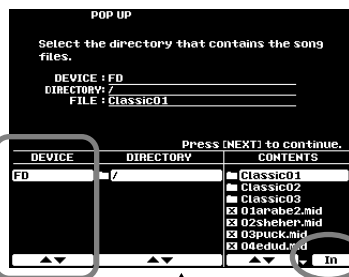 POP UP
Select the directory that contains the song
files.
DEVICE : FD
DIRECTORY: /
FILE : Classic01
Press [NEXT] to continue.
DEVICE DIRECTORY CONTENTS
FD / Classic01
Classic02
Classic03
01arabe2.mid
02sheher.mid
03puck.mid
04edud.mid
In